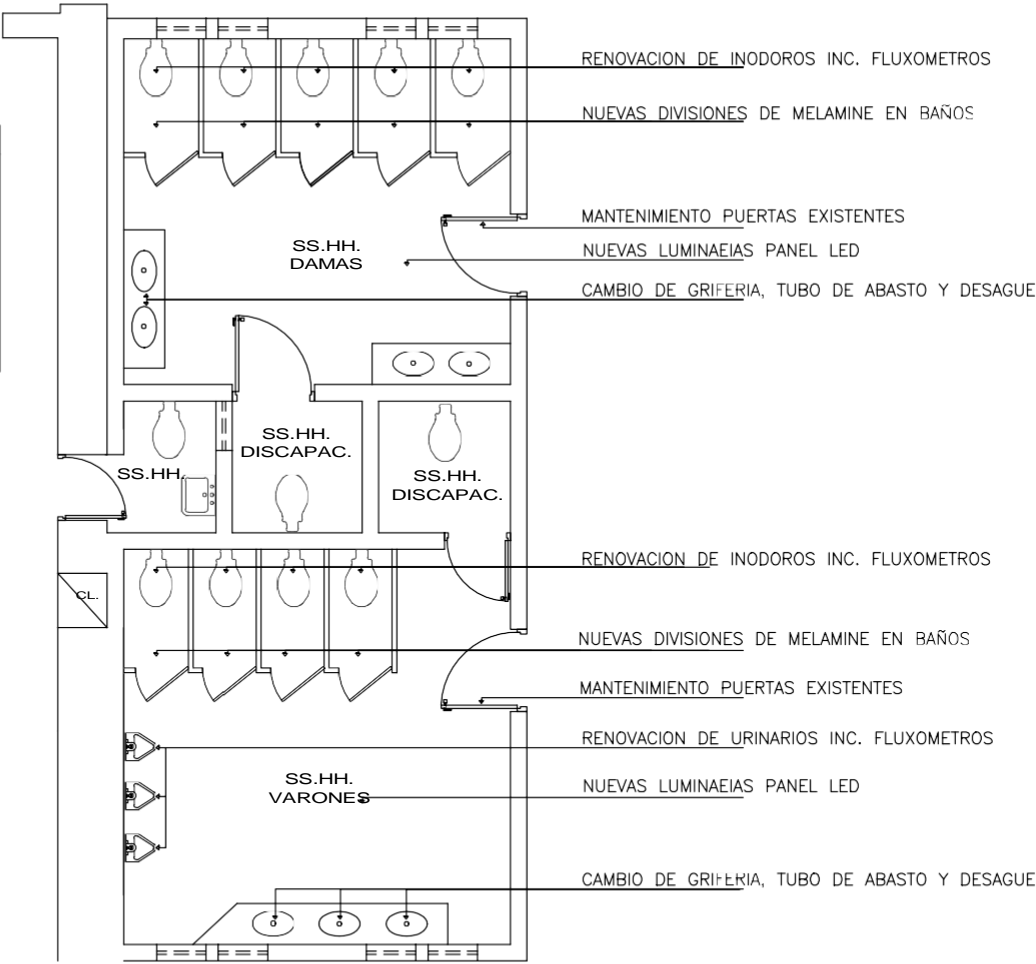 RENOVACION DE INODOROS INC. FLUXOMETROS
NUEVAS DIVISIONES DE MELAMINE EN BAÑOS
MANTENIMIENTO PUERTAS EXISTENTES
SS.HH.
DAMAS
NUEVAS LUMINAEIAS PANEL LED
CAMBIO DE GRIFERIA, TUBO DE ABASTO Y DESAGUE
SS.HH.
SS.HH.
DISCAPAC.
SS.HH.
DISCAPAC.
RENOVACION DE INODOROS INC. FLUXOMETROS
CL.
NUEVAS DIVISIONES DE MELAMINE EN BAÑOS
MANTENIMIENTO PUERTAS EXISTENTES
RENOVACION DE URINARIOS INC. FLUXOMETROS
SS.HH.
VARONES
NUEVAS LUMINAEIAS PANEL LED
CAMBIO DE GRIFERIA, TUBO DE ABASTO Y DESAGUE